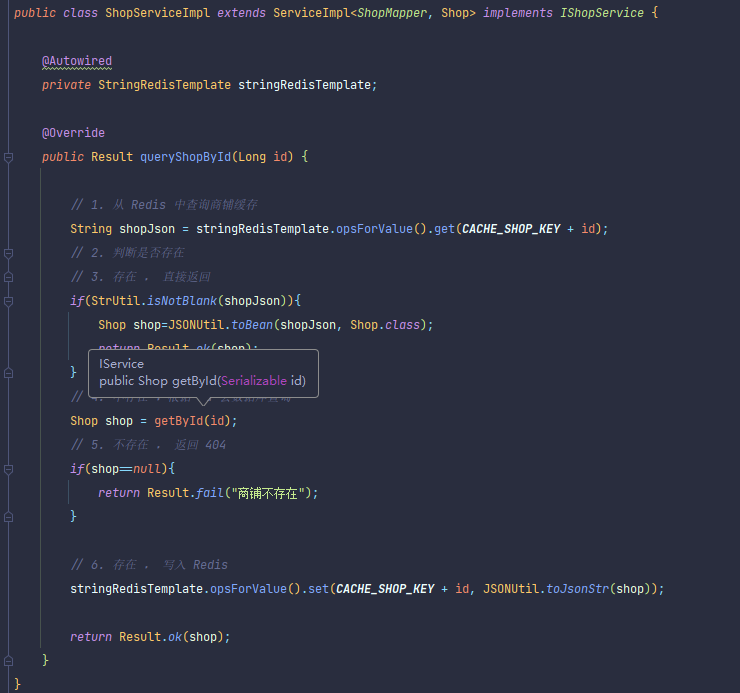 public class ShopServiceImpl extends ServiceImpl<ShopMapper, Shop> implements IShopService {
@Autowired
private StringRedisTemplate stringRedisTemplate;
@Override
public Result queryShopById(Long id) {
// 1. 从 Redis 中查询商铺缓存
String shopJson = stringRedisTemplate.opsForValue().get(CACHE_SHOP_KEY + id);
// 2. 判断是否存在
// 3. 存在 . 直接返回
if(StrUtil.isNotBlank(shopJson)){
Shop shop=JSONUtil.toBean(shopJson, Shop.class);
return Result.ok(shop);
IService
public Shop getById(Serializable id)
}
Shop shop = getById(id);
// 5. 不存在 . 返回 404
if(shop==null){
return Result.fail("商铺不存在");
}
// 6. 存在 . 写入 Redis
stringRedisTemplate.opsForValue().set(CACHE_SHOP_KEY + id, JSONUtil.toJsonStr(shop));
return Result.ok(shop);
}
}